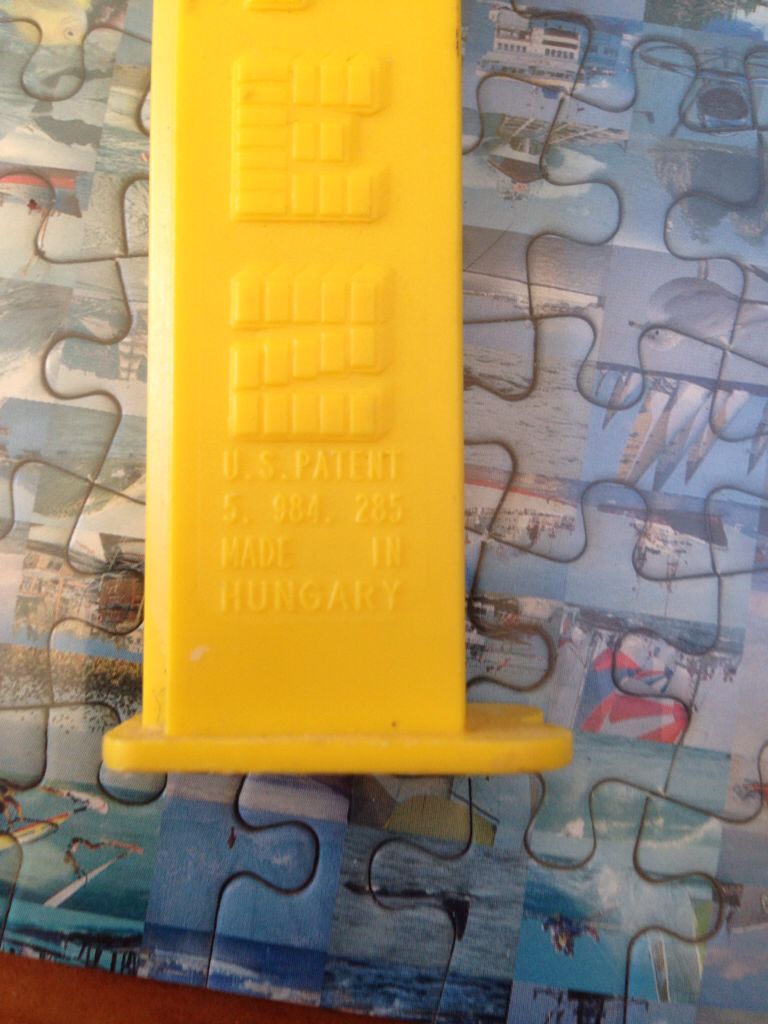 E
Z
U.S.PATENT
5. 984. 285
MADE IN
HUNGARY